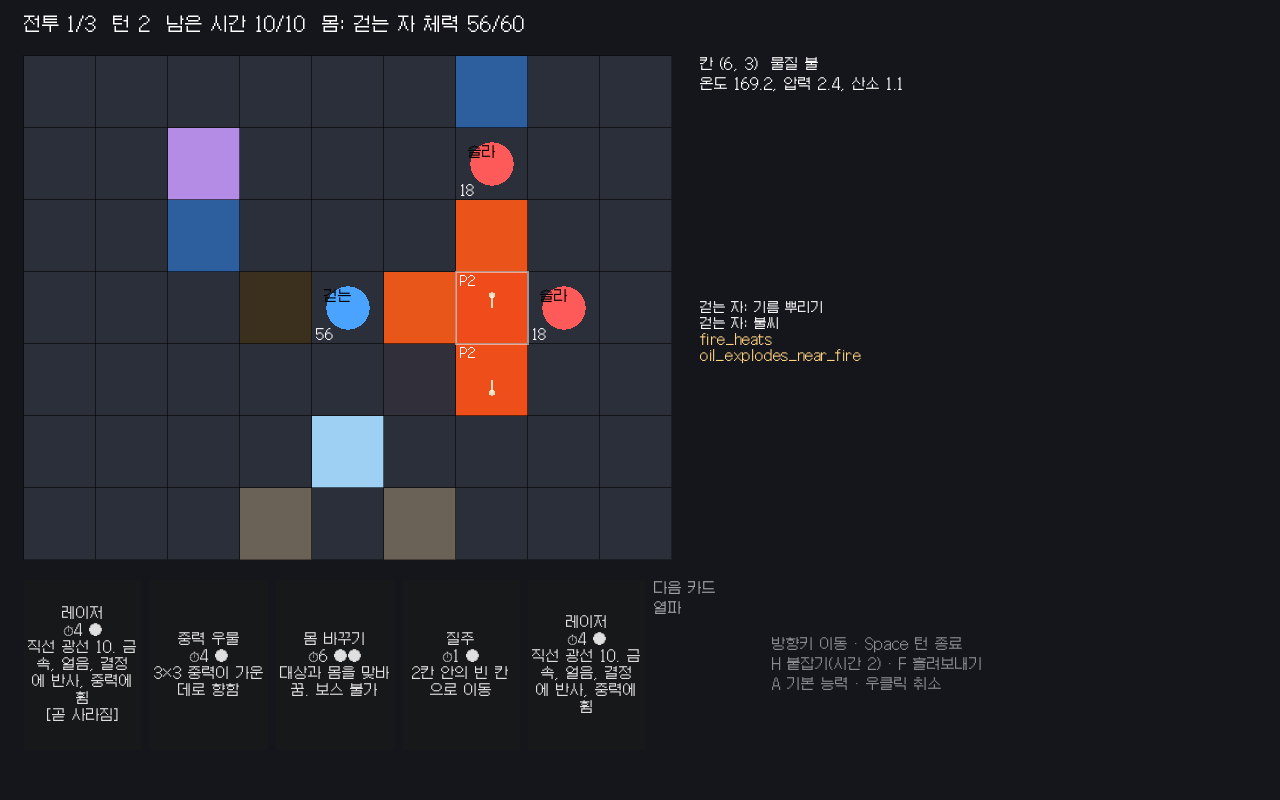 전투 1/3 턴 2 남은 시간 10/10 몸: 걷는 자 체력 56/60
칸 (6, 3) 물질 불
온도 169.2, 압력 2.4, 산소 1.1
술라
18
P2
걷는
56
술라
18
P2
걷는 자: 기름 뿌리기
걷는 자: 불씨
fire_heats
oil_explodes_near_fire
레이저
4
직선 광선 10. 금
속, 얼음, 결정
에 반사, 중력에
휨
[곧 사라짐]
중력 우물
4
3×3 중력이 가운
데로 향함
몸 바꾸기
6
대상과 몸을 맞바
꿈. 보스 불가
질주
1
2칸 안의 빈 칸
으로 이동
레이저
4
직선 광선 10. 금
속, 얼음, 결정
에 반사, 중력에
휨
다음 카드
열파
방향키 이동 · Space 턴 종료
H 붙잡기(시간 2) · F 흘려보내기
A 기본 능력 · 우클릭 취소